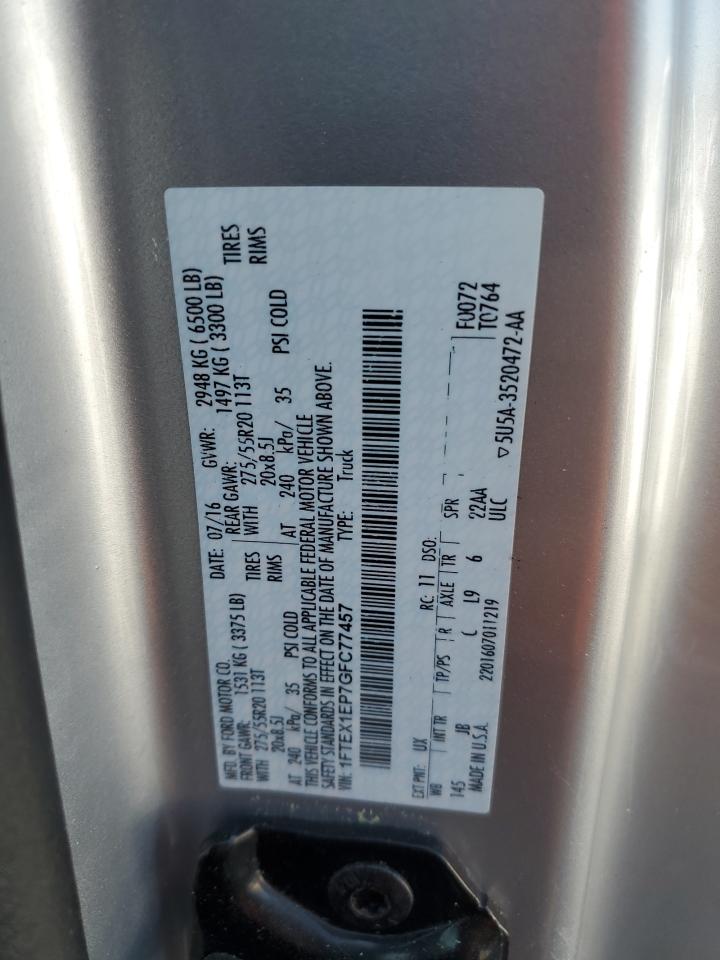 MFD. BY FORD MOTOR CO. DATE: 07/16 GVWR: 2948 KG ( 6500 LB)
FRONT GAWR: 1531 KG ( 3375 LB) REAR GAWR: 1497 KG ( 3300 LB)
WITH 275/55R20 113T TIRES WITH 275/55R20 113T TIRES
20x8.5J RIMS 20x8.5J RIMS
AT 240 kPa/ 35 PSI COLD AT 240 kPa/ 35 PSI COLD
THIS VEHICLE CONFORMS TO ALL APPLICABLE FEDERAL MOTOR VEHICLE
SAFETY STANDARDS IN EFFECT ON THE DATE OF MANUFACTURE SHOWN ABOVE.
VIN: 1FTEX1EP7GFC77457 TYPE: Truck
EXT PNT: UX RC: 11 DSO:
WB INT TR TP/PS R AXLE TR SPR F0072
145 JB C L9 6 22AA T0764
MADE IN U.S.A. 2201607011219 ULC ▽5U5A-3520472-AA